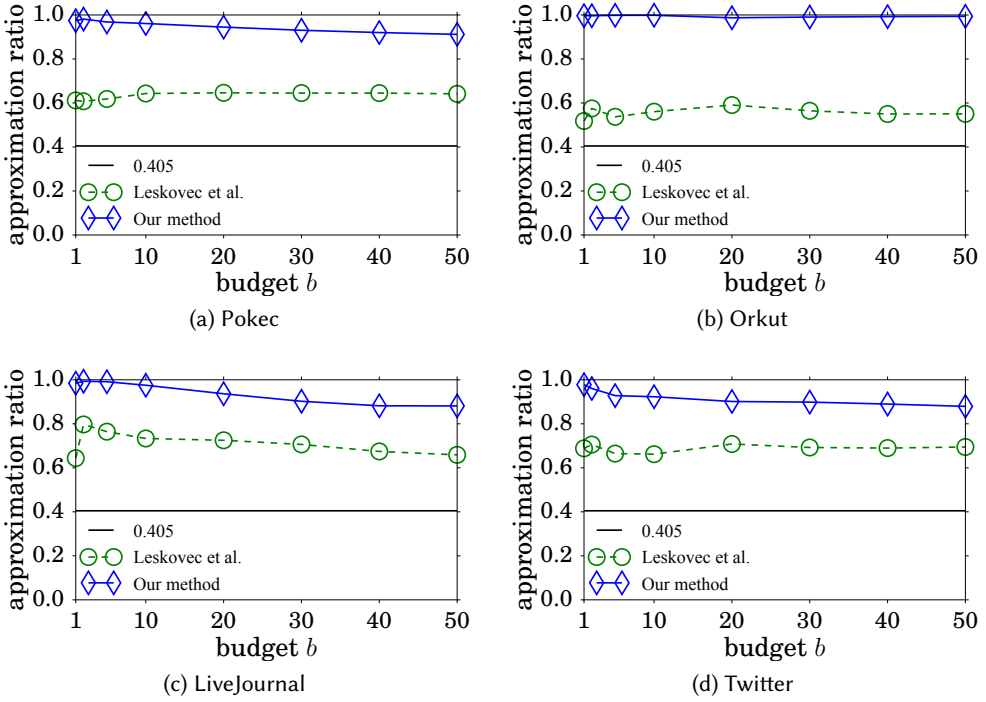 approximation ratio
1.0
0.8
0.6
0.4
0.2
0.0
0.405
Leskovec et al.
Our method
1 10 20 30 40 50
budget b
(a) Pokec
approximation ratio
1.0
0.8
0.6
0.4
0.2
0.0
0.405
Leskovec et al.
Our method
1 10 20 30 40 50
budget b
(b) Orkut
approximation ratio
1.0
0.8
0.6
0.4
0.2
0.0
0.405
Leskovec et al.
Our method
1 10 20 30 40 50
budget b
(c) LiveJournal
approximation ratio
1.0
0.8
0.6
0.4
0.2
0.0
0.405
Leskovec et al.
Our method
1 10 20 30 40 50
budget b
(d) Twitter